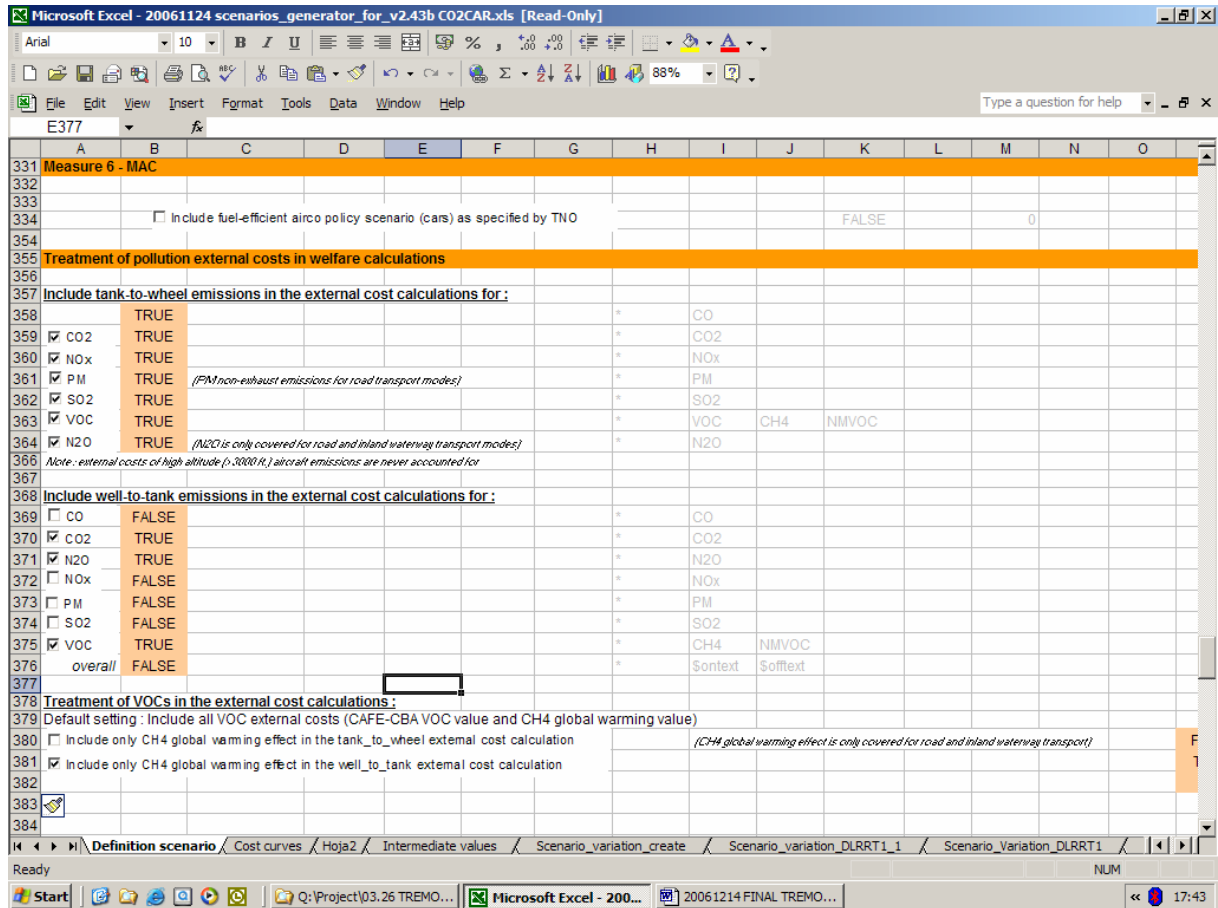 Microsoft Excel - 20061124 scenarios_generator_for_v2.43b CO2CAR.xls [Read-Only]
Arial 10 B I U % ,
ABC Σ 88%
File Edit View Insert Format Tools Data Window Help Type a question for help
E377 fx
A B C D E F G H I J K L M N O
331 Measure 6 - MAC
332
333
334 Include fuel-efficient airco policy scenario (cars) as specified by TNO FALSE 0
354
355 Treatment of pollution external costs in welfare calculations
356
357 Include tank-to-wheel emissions in the external cost calculations for :
358 TRUE * CO
359 CO2 TRUE * CO2
360 NOx TRUE * NOx
361 PM TRUE (PM non-exhaust emissions for road transport modes) * PM
362 SO2 TRUE * SO2
363 VOC TRUE * VOC CH4 NMVOC
364 N2O TRUE (N2O is only covered for road and inland waterway transport modes) * N2O
366 Note : external costs of high altitude (>3000 ft.) aircraft emissions are never accounted for
367
368 Include well-to-tank emissions in the external cost calculations for :
369 CO FALSE * CO
370 CO2 TRUE * CO2
371 N2O TRUE * N2O
372 NOx FALSE * NOx
373 PM FALSE * PM
374 SO2 FALSE * SO2
375 VOC TRUE * CH4 NMVOC
376 overall FALSE * $ontext $offtext
377
378 Treatment of VOCs in the external cost calculations :
379 Default setting : Include all VOC external costs (CAFE-CBA VOC value and CH4 global warming value)
380 Include only CH4 global warming effect in the tank_to_wheel external cost calculation (CH4 global warming effect is only covered for road and inland waterway transport) F
381 Include only CH4 global warming effect in the well_to_tank external cost calculation T
382
383
384
Definition scenario Cost curves Hoja2 Intermediate values Scenario_variation_create Scenario_variation_DLRRT1_1 Scenario_Variation_DLRRT1
Ready NUM
Start Q:\Project\03.26 TREMO... Microsoft Excel - 200... 20061214 FINAL TREMO... « 17:43